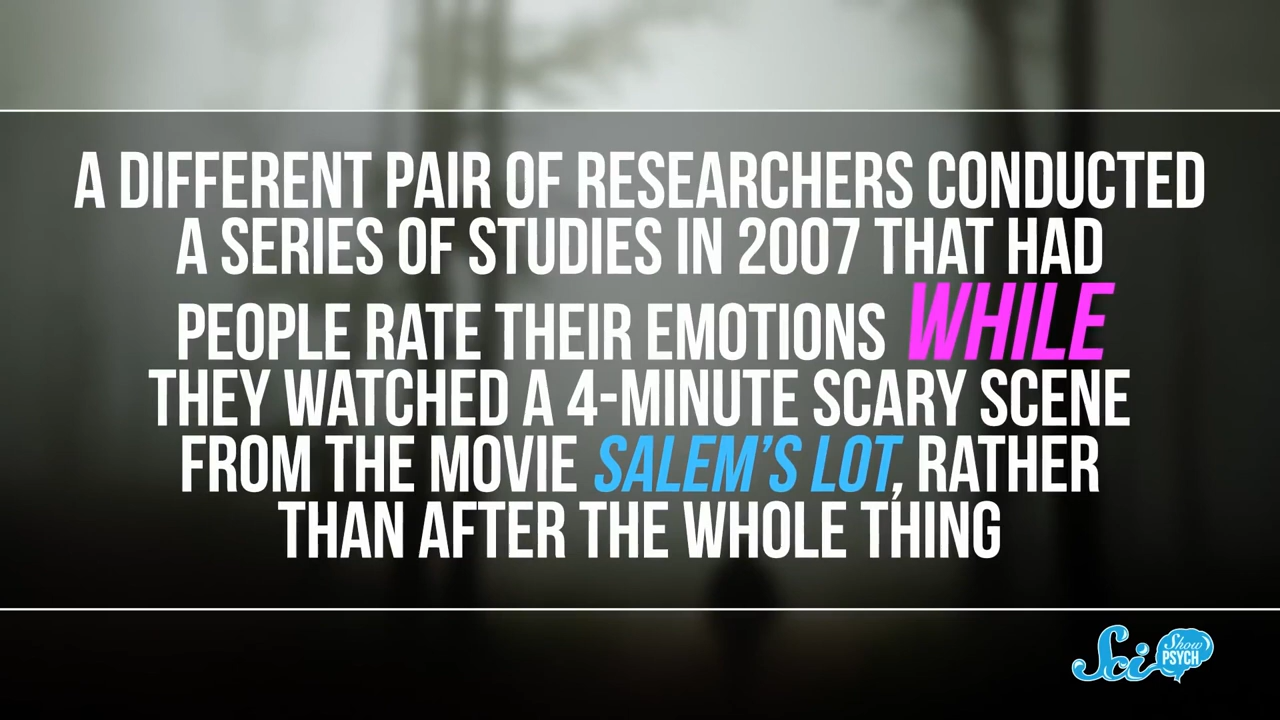 A DIFFERENT PAIR OF RESEARCHERS CONDUCTED
A SERIES OF STUDIES IN 2007 THAT HAD
PEOPLE RATE THEIR EMOTIONS WHILE
THEY WATCHED A 4-MINUTE SCARY SCENE
FROM THE MOVIE SALEM'S LOT, RATHER
THAN AFTER THE WHOLE THING
Sci Show
PSYCH